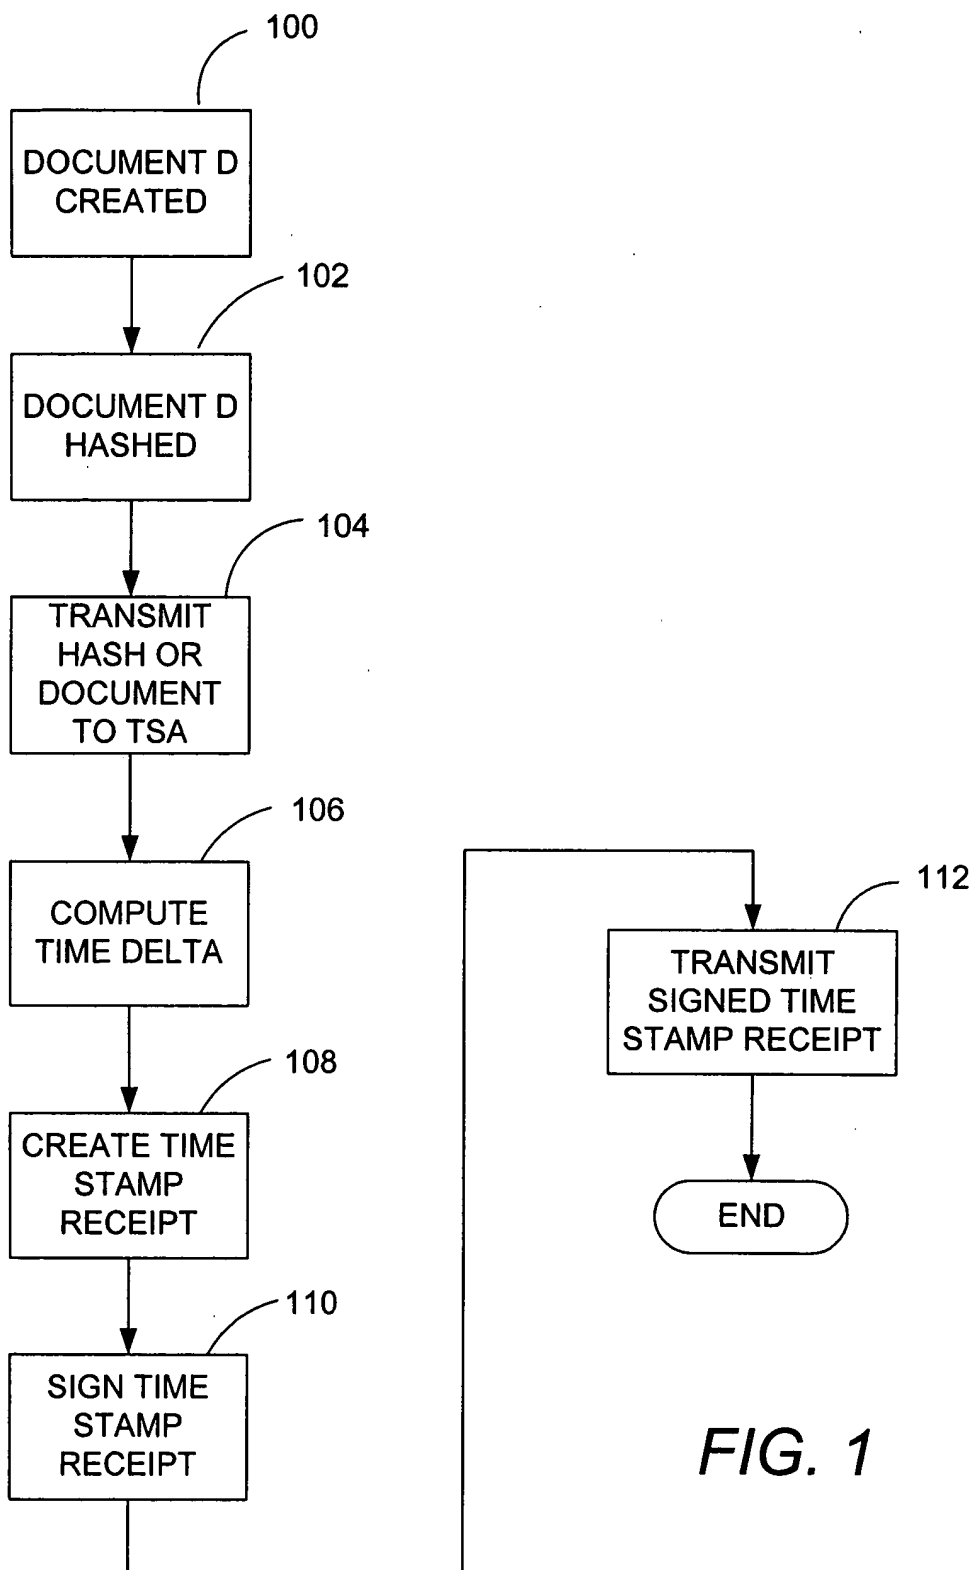 100
DOCUMENT D
CREATED
102
DOCUMENT D
HASHED
104
TRANSMIT
HASH OR
DOCUMENT
TO TSA
106
COMPUTE
TIME DELTA
108
CREATE TIME
STAMP
RECEIPT
110
SIGN TIME
STAMP
RECEIPT
112
TRANSMIT
SIGNED TIME
STAMP RECEIPT
END
FIG. 1